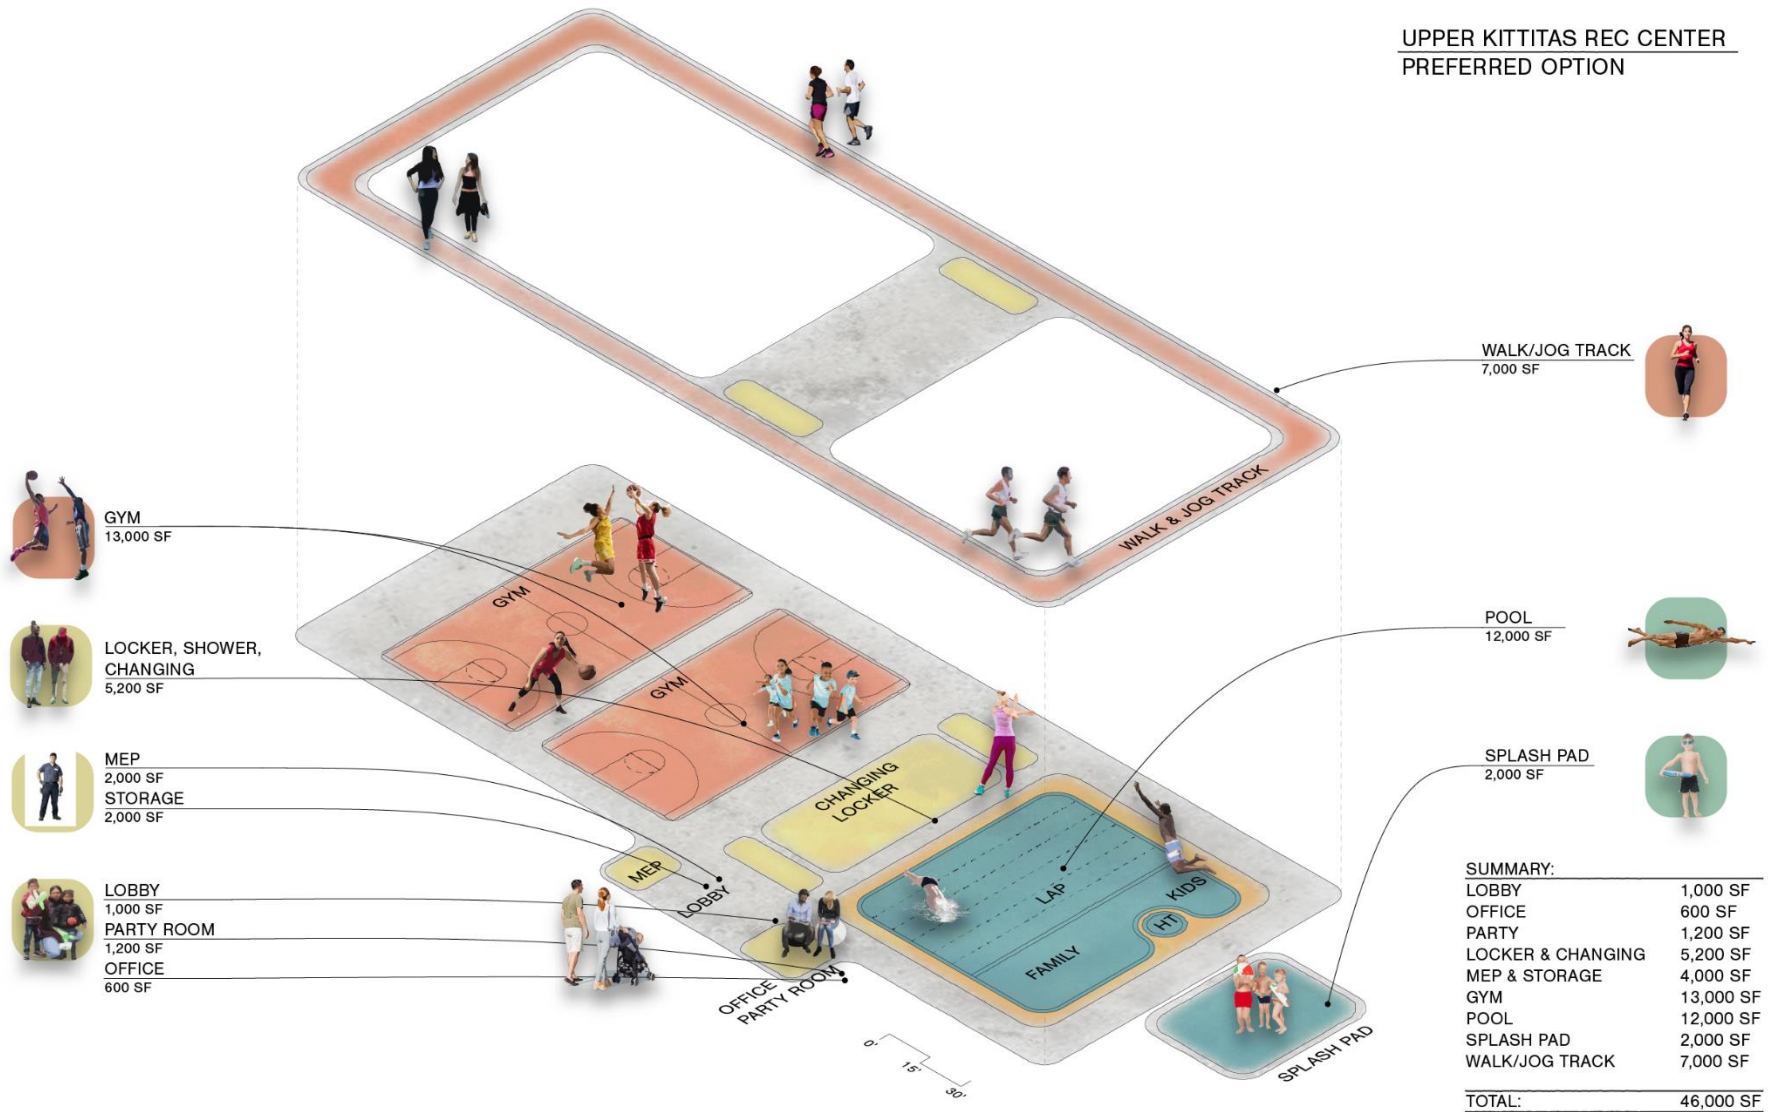 UPPER KITTITAS REC CENTER
PREFERRED OPTION
WALK/JOG TRACK
7,000 SF
WALK & JOG TRACK
GYM
13,000 SF
GYM
GYM
LOCKER, SHOWER,
CHANGING
5,200 SF
POOL
12,000 SF
MEP
2,000 SF
STORAGE
2,000 SF
SPLASH PAD
2,000 SF
CHANGING
LOCKER
MEP
LOBBY
LAP
KIDS
HT
FAMILY
LOBBY
1,000 SF
PARTY ROOM
1,200 SF
OFFICE
600 SF
OFFICE
PARTY ROOM
0'
15'
30'
SPLASH PAD
SUMMARY:
LOBBY 1,000 SF
OFFICE 600 SF
PARTY 1,200 SF
LOCKER & CHANGING 5,200 SF
MEP & STORAGE 4,000 SF
GYM 13,000 SF
POOL 12,000 SF
SPLASH PAD 2,000 SF
WALK/JOG TRACK 7,000 SF
TOTAL: 46,000 SF